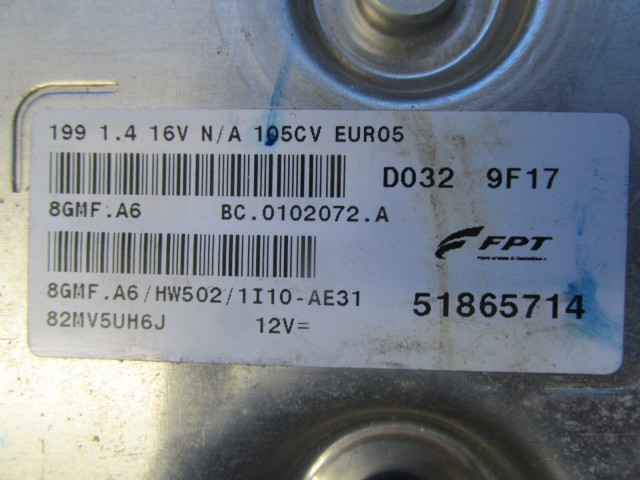 199 1.4 16V N/A 105CV EURO5
D032 9F17
8GMF.A6 BC.0102072.A
FPT
8GMF.A6/HW502/1I10-AE31
51865714
82MV5UH6J 12V=